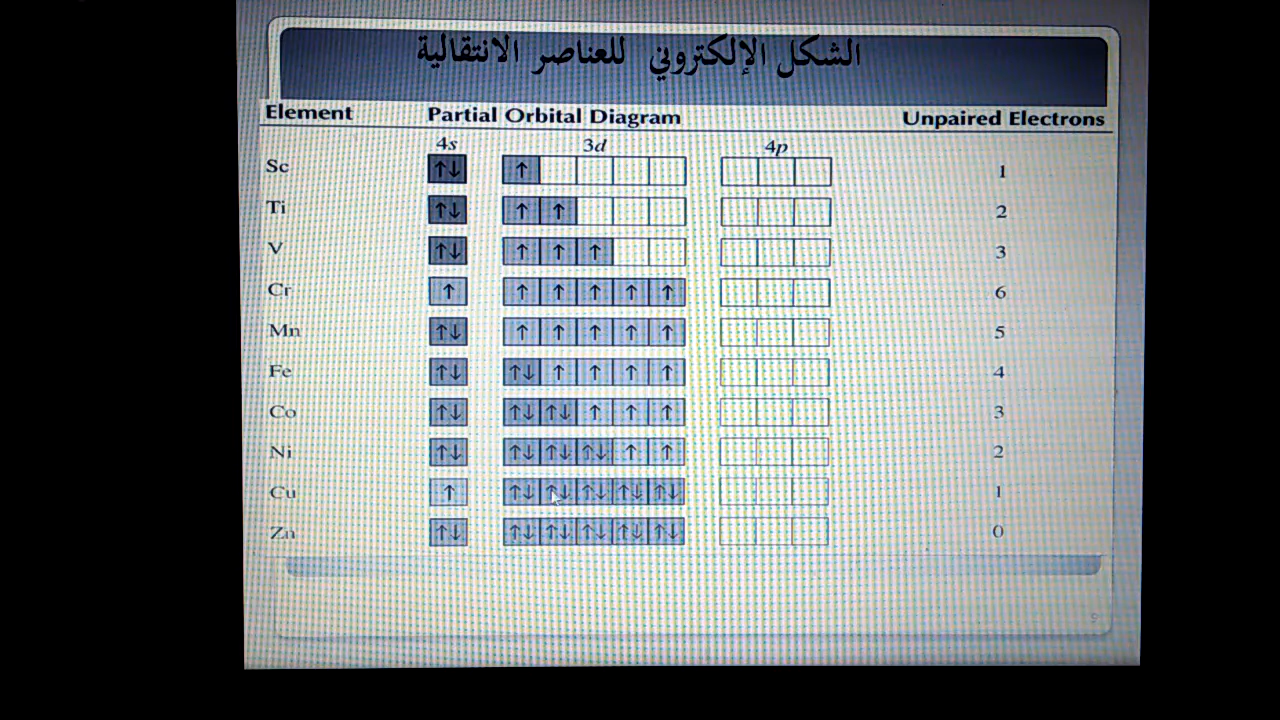 الشكل الإلكتروني للعناصر الانتقالية
Element Partial Orbital Diagram Unpaired Electrons
4s 3d 4p
Sc ↑↓ ↑ 1
Ti ↑↓ ↑ ↑ 2
V ↑↓ ↑ ↑ ↑ 3
Cr ↑ ↑ ↑ ↑ ↑ ↑ 6
Mn ↑↓ ↑ ↑ ↑ ↑ ↑ 5
Fe ↑↓ ↑↓ ↑ ↑ ↑ ↑ 4
Co ↑↓ ↑↓ ↑↓ ↑ ↑ ↑ 3
Ni ↑↓ ↑↓ ↑↓ ↑↓ ↑ ↑ 2
Cu ↑ ↑↓ ↑↓ ↑↓ ↑↓ ↑↓ 1
Zn ↑↓ ↑↓ ↑↓ ↑↓ ↑↓ ↑↓ 0
9